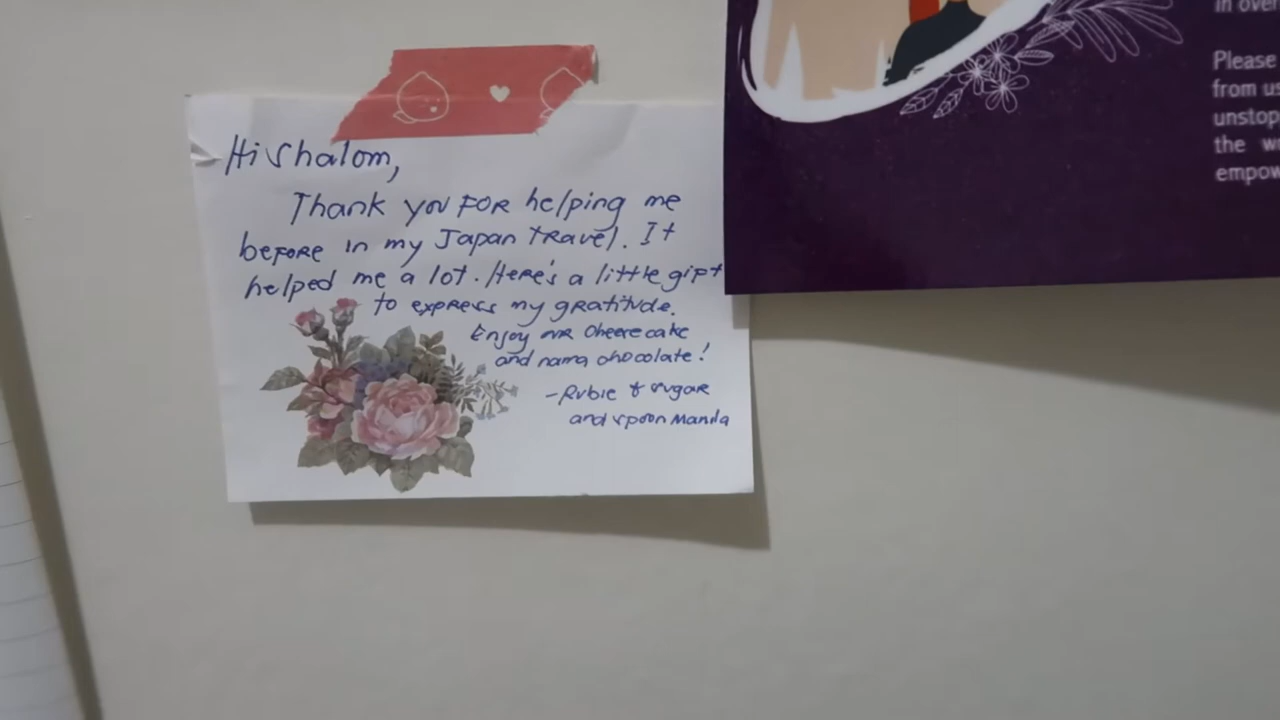 Hi Shalom,
Thank you FOR helping me
before in my Japan travel. It
helped me a lot. Here's a little gift
to express my gratitude.
Enjoy our cheesecake
and nama chocolate!
- Rubie & sugar
and spoon Manila
in over
Please
from us
unstop
the
empow